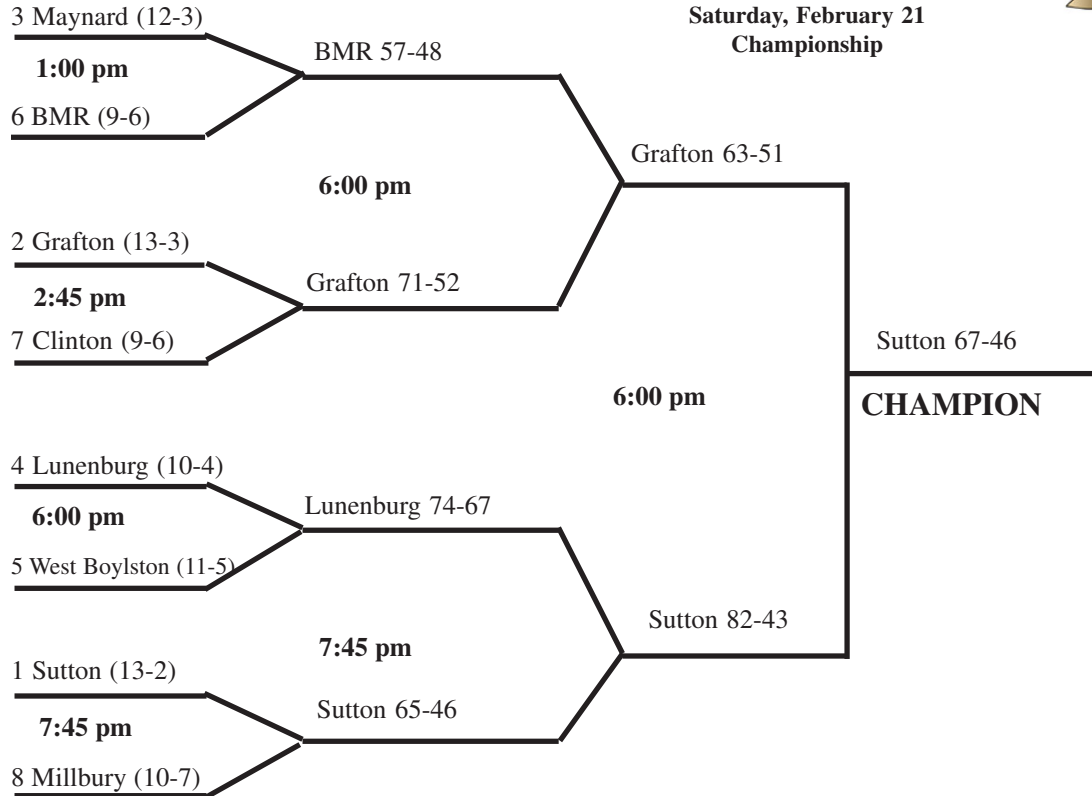 Saturday, February 21
Championship
3 Maynard (12-3)
1:00 pm
6 BMR (9-6)
BMR 57-48
6:00 pm
2 Grafton (13-3)
2:45 pm
7 Clinton (9-6)
Grafton 71-52
Grafton 63-51
6:00 pm
Sutton 67-46
CHAMPION
4 Lunenburg (10-4)
6:00 pm
5 West Boylston (11-5)
Lunenburg 74-67
7:45 pm
1 Sutton (13-2)
7:45 pm
8 Millbury (10-7)
Sutton 65-46
Sutton 82-43